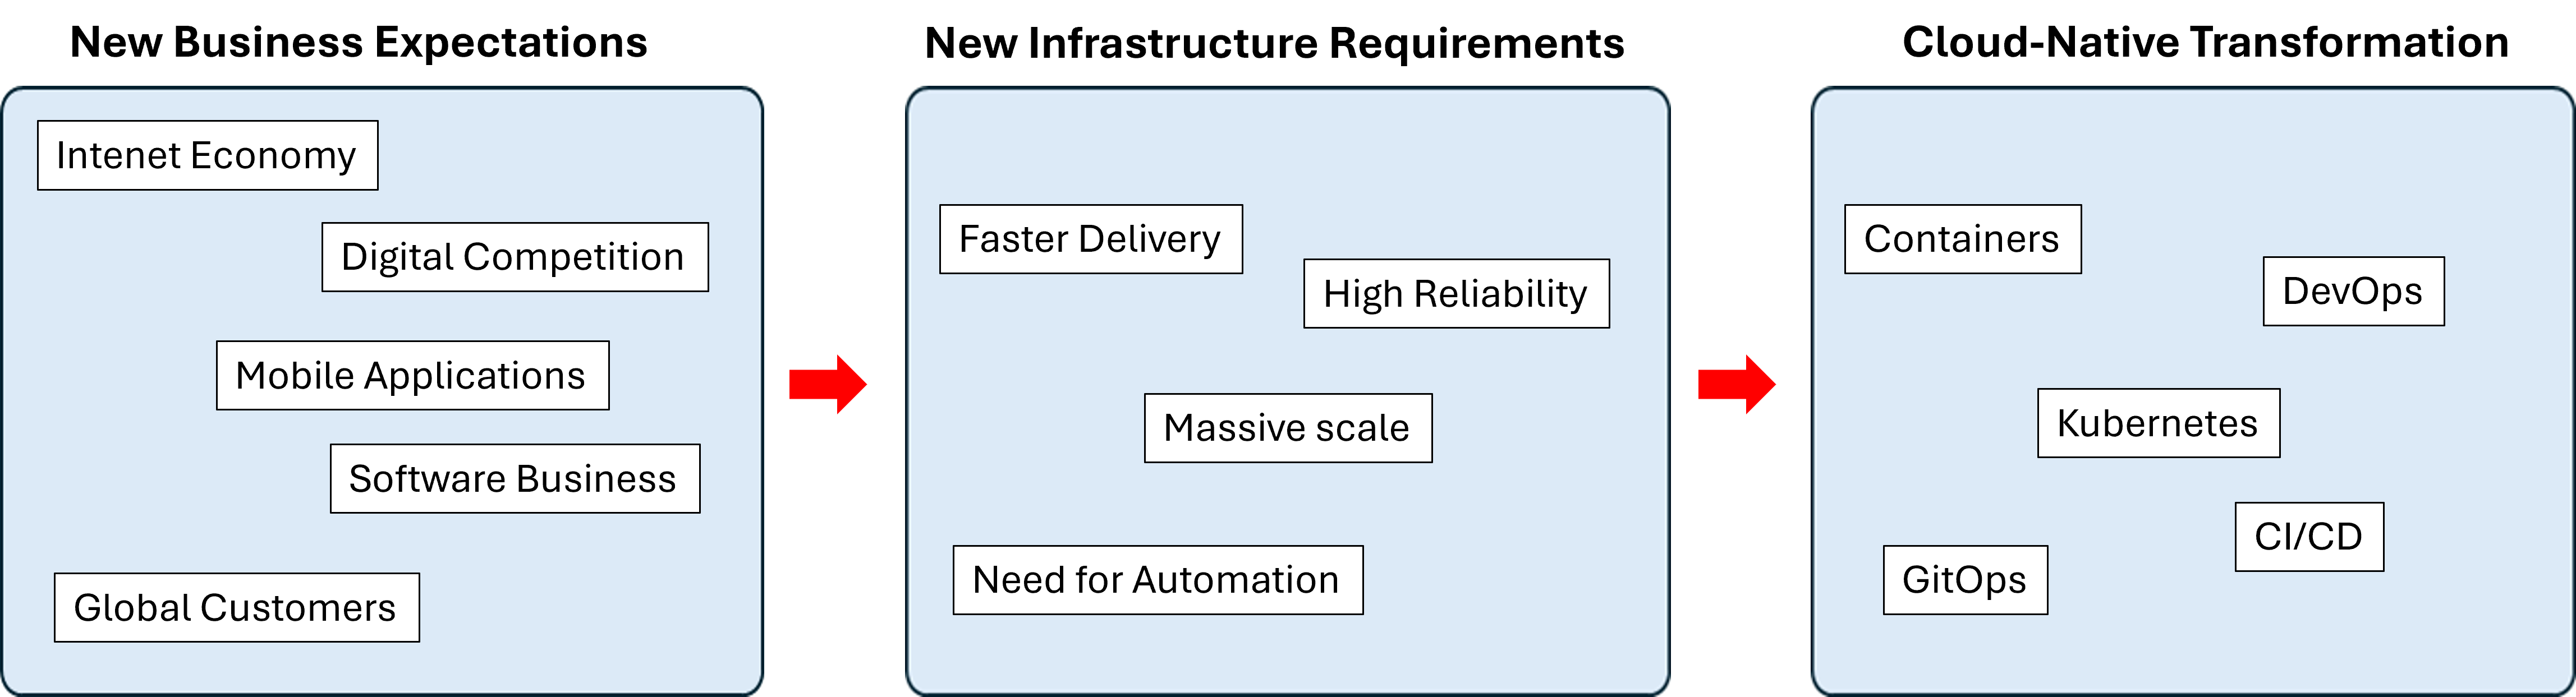 New Business Expectations
Intenet Economy
Digital Competition
Mobile Applications
Software Business
Global Customers
New Infrastructure Requirements
Faster Delivery
High Reliability
Massive scale
Need for Automation
Cloud-Native Transformation
Containers
DevOps
Kubernetes
CI/CD
GitOps